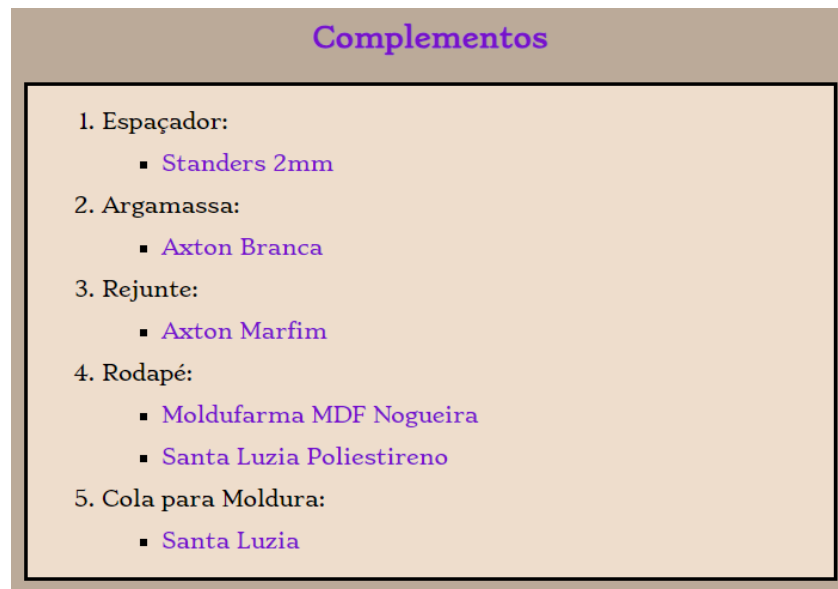 Complementos
1. Espaçador:
▪ Standers 2mm
2. Argamassa:
▪ Axton Branca
3. Rejunte:
▪ Axton Marfim
4. Rodapé:
▪ Moldufarma MDF Nogueira
▪ Santa Luzia Poliestireno
5. Cola para Moldura:
▪ Santa Luzia